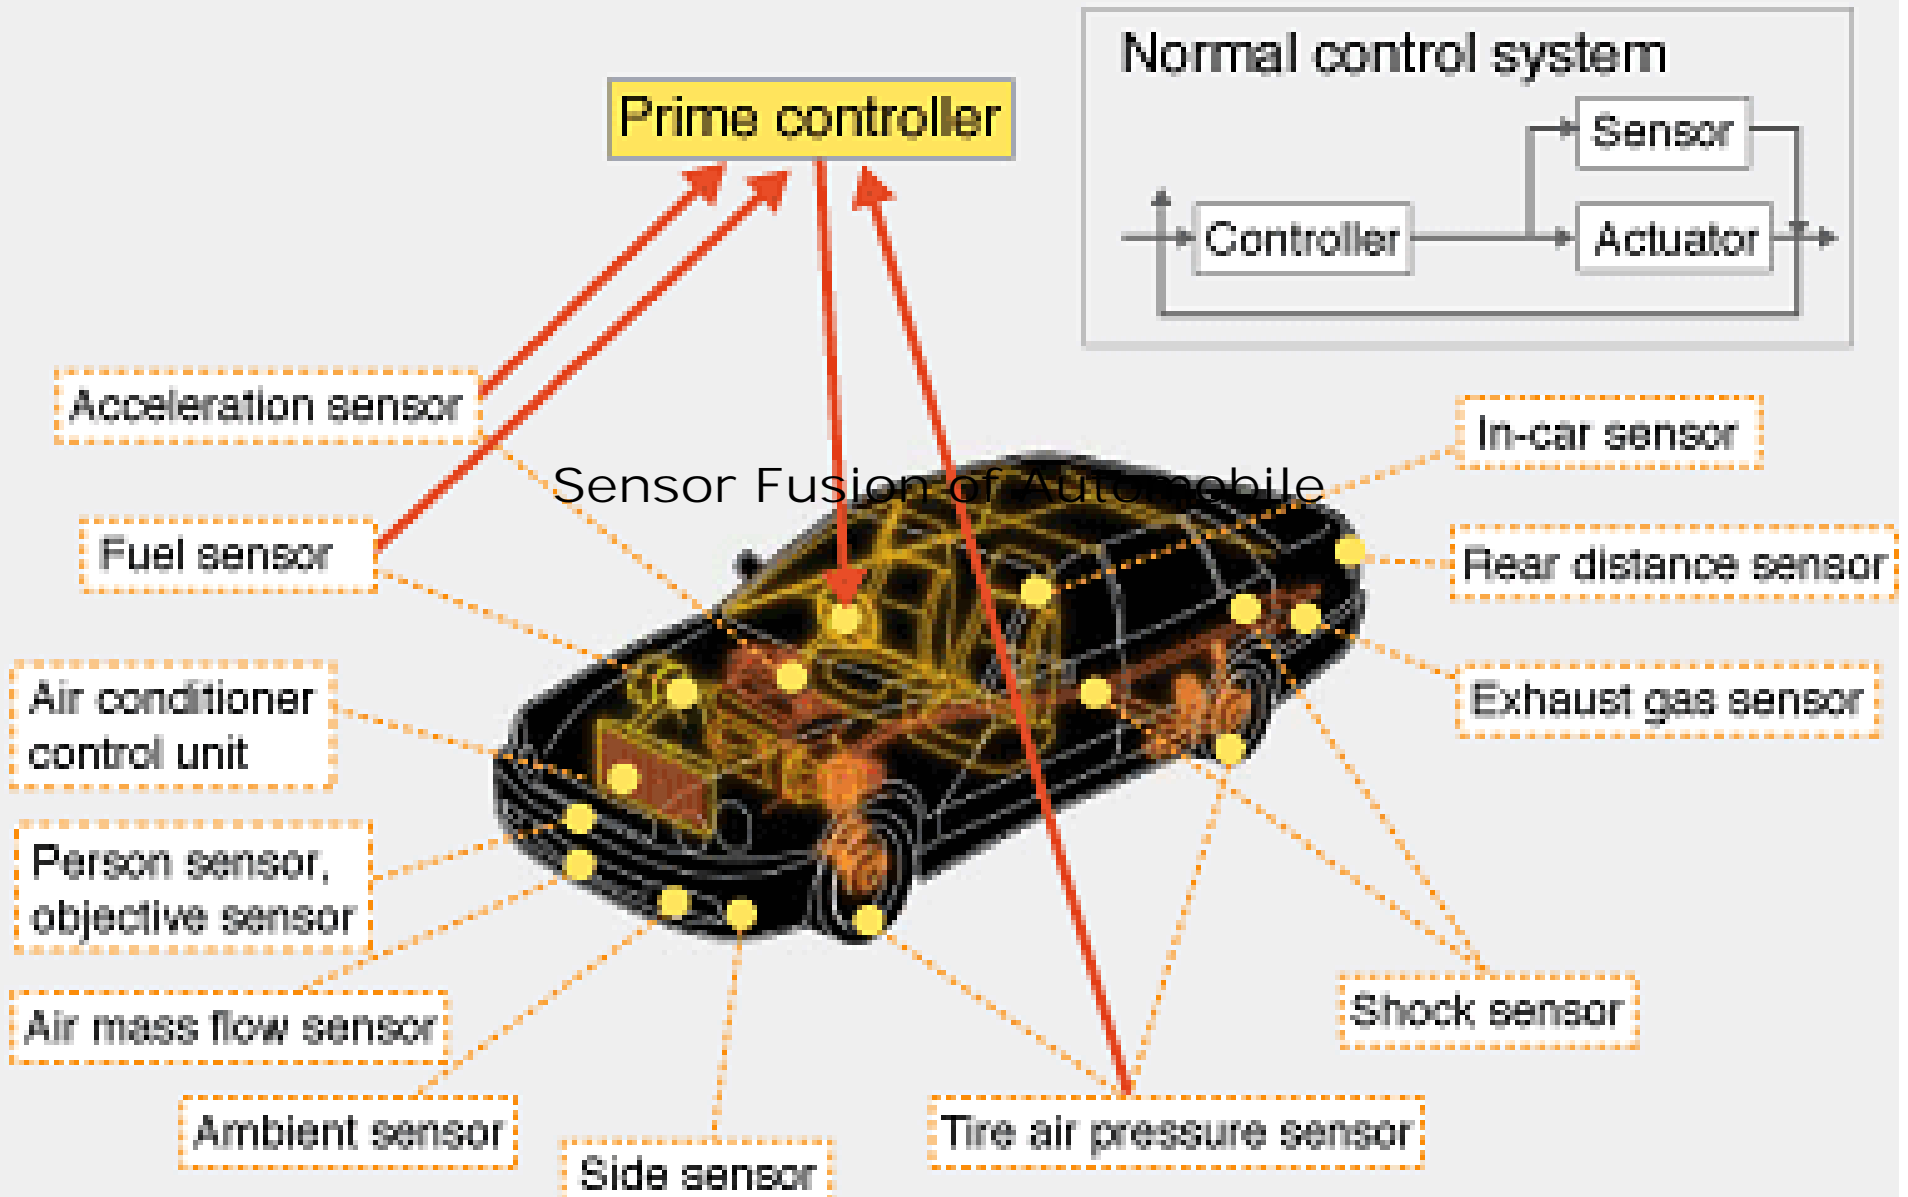 Normal control system
Prime controller
Sensor
Controller
Actuator
Acceleration sensor
In-car sensor
Sensor Fusion of Automobile
Fuel sensor
Rear distance sensor
Air conditioner
control unit
Exhaust gas sensor
Person sensor,
objective sensor
Air mass flow sensor
Shock sensor
Ambient sensor
Tire air pressure sensor
Side sensor